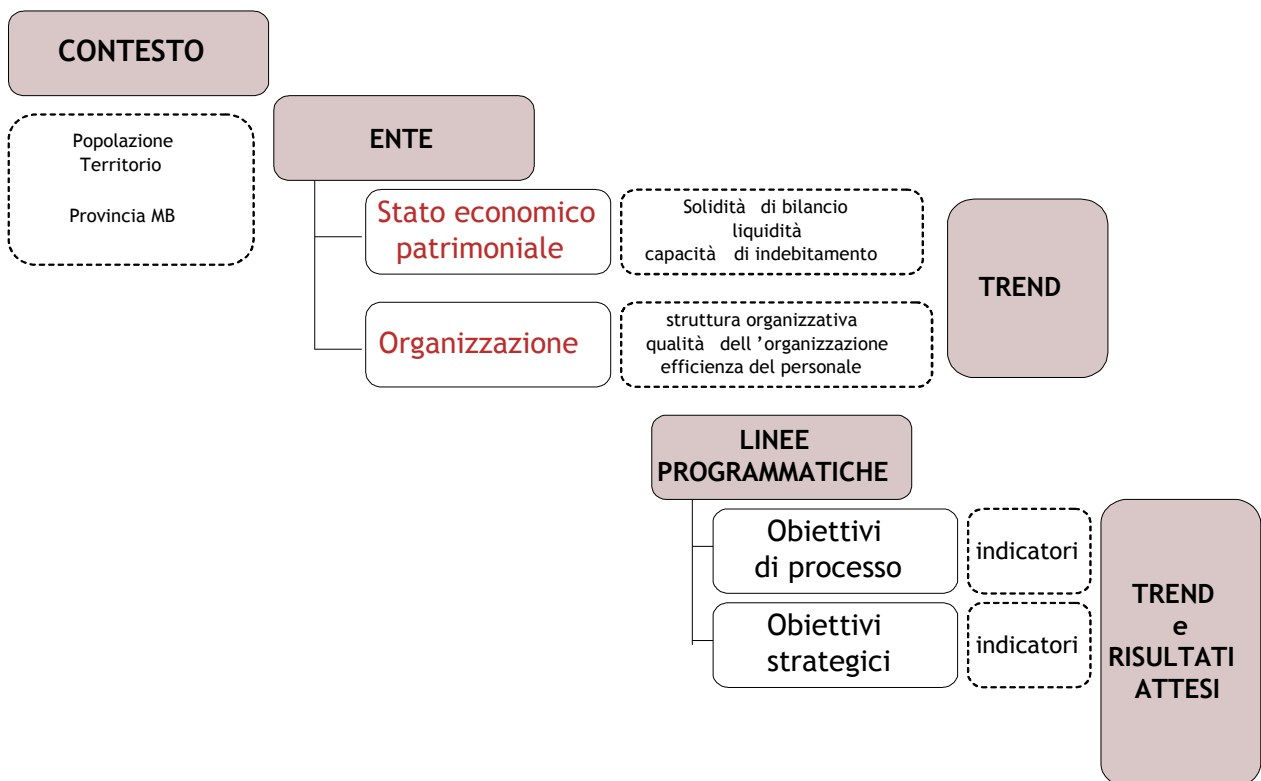 CONTESTO
Popolazione
Territorio
Provincia MB
ENTE
Stato economico
patrimoniale
Solidità di bilancio
liquidità
capacità di indebitamento
Organizzazione
struttura organizzativa
qualità dell ’organizzazione
efficienza del personale
TREND
LINEE
PROGRAMMATICHE
Obiettivi
di processo
indicatori
Obiettivi
strategici
indicatori
TREND
e
RISULTATI
ATTESI